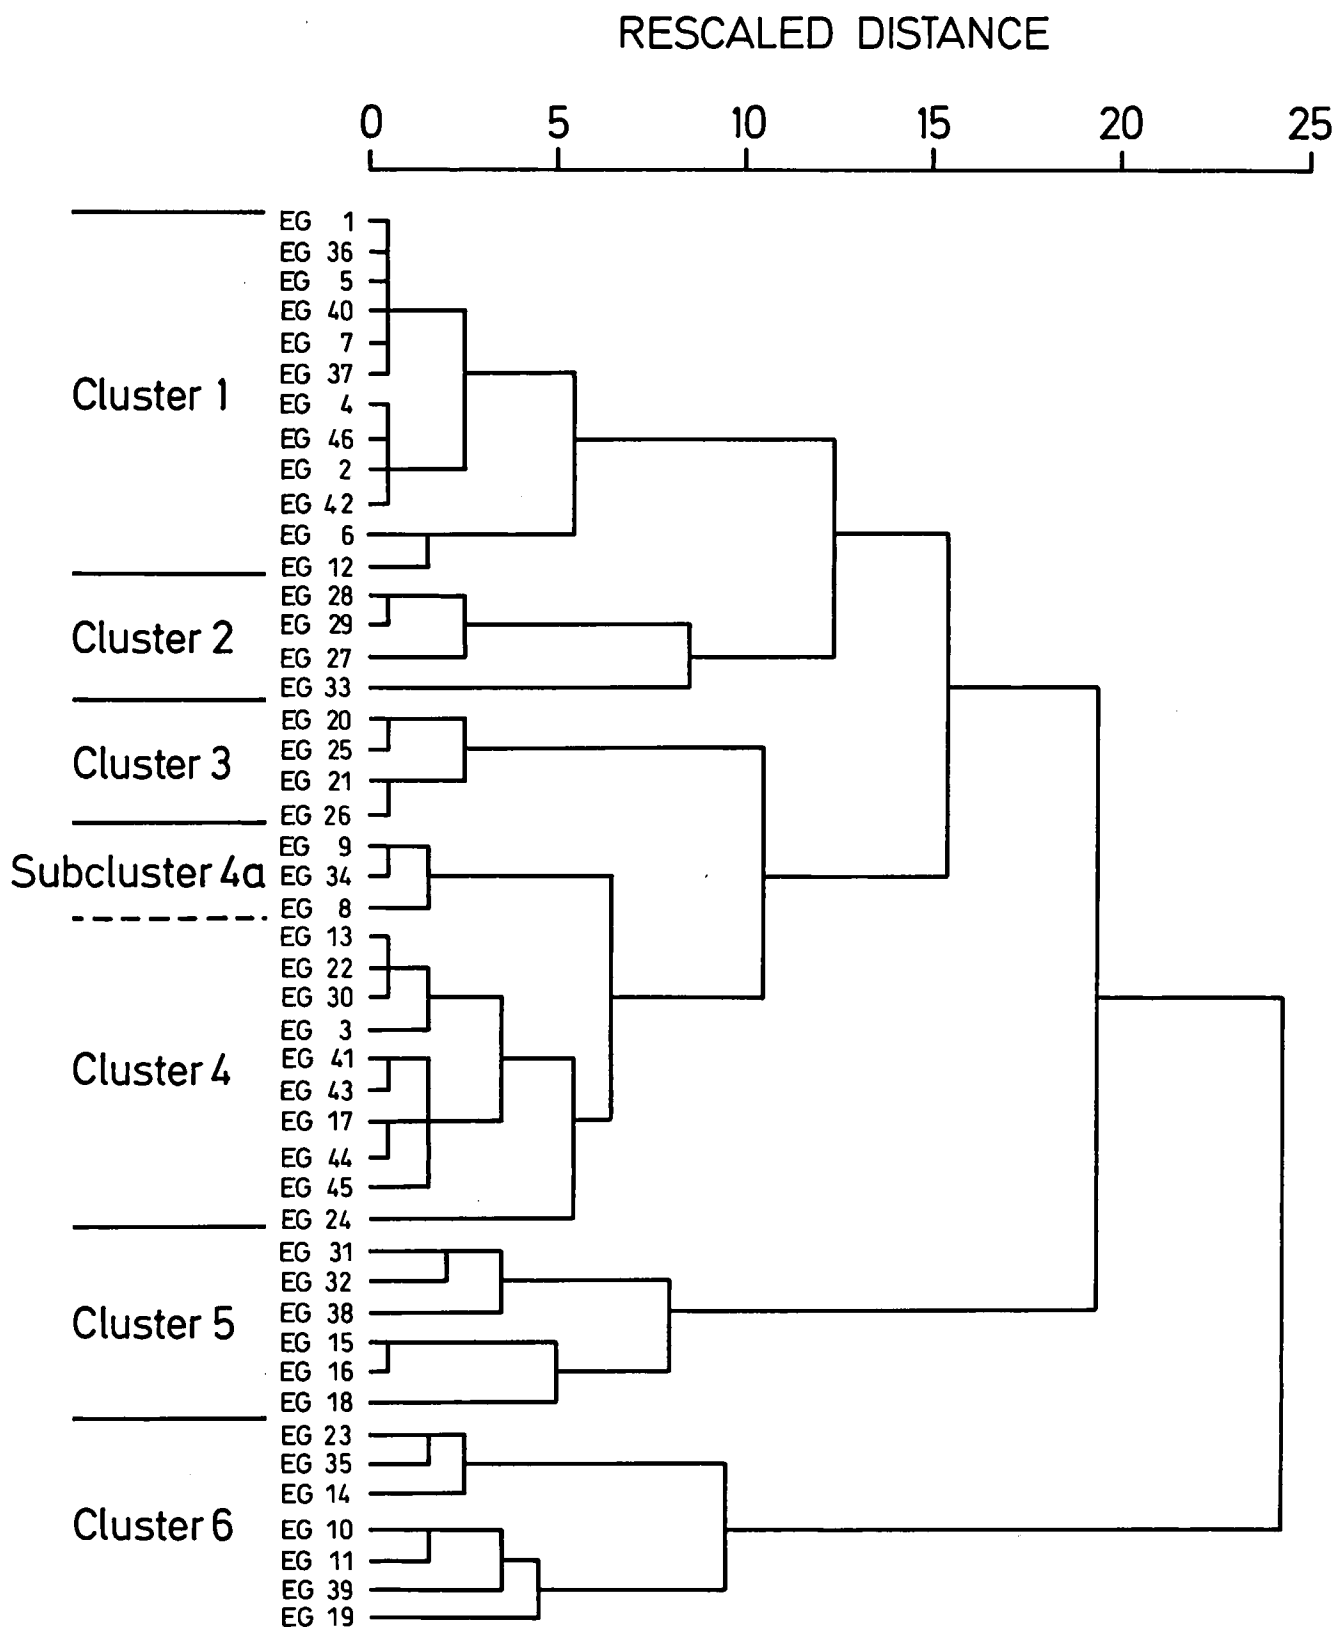 RESCALED DISTANCE
0 5 10 15 20 25
EG 1
EG 36
EG 5
EG 40
EG 7
EG 37
Cluster 1
EG 4
EG 46
EG 2
EG 42
EG 6
EG 12
EG 28
EG 29
Cluster 2
EG 27
EG 33
EG 20
EG 25
Cluster 3
EG 21
EG 26
EG 9
Subcluster 4a EG 34
EG 8
EG 13
EG 22
EG 30
EG 3
EG 41
Cluster 4
EG 43
EG 17
EG 44
EG 45
EG 24
EG 31
EG 32
EG 38
Cluster 5
EG 15
EG 16
EG 18
EG 23
EG 35
EG 14
Cluster 6
EG 10
EG 11
EG 39
EG 19